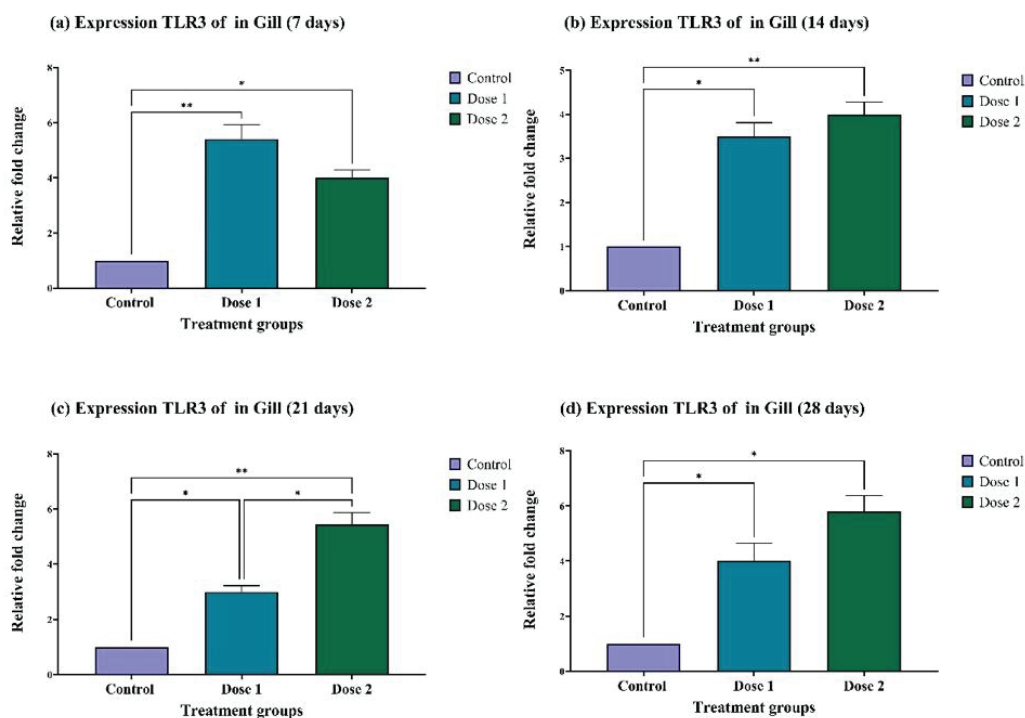 (a) Expression TLR3 of in Gill (7 days)
8
6
4
2
0
Relative fold change
*
**
Control
Dose 1
Dose 2
Control
Dose 1
Dose 2
Treatment groups
(b) Expression TLR3 of in Gill (14 days)
5
4
3
2
1
0
Relative fold change
**
*
Control
Dose 1
Dose 2
Control
Dose 1
Dose 2
Treatment groups
(c) Expression TLR3 of in Gill (21 days)
8
6
4
2
0
Relative fold change
**
*
*
Control
Dose 1
Dose 2
Control
Dose 1
Dose 2
Treatment groups
(d) Expression TLR3 of in Gill (28 days)
8
6
4
2
0
Relative fold change
*
*
Control
Dose 1
Dose 2
Control
Dose 1
Dose 2
Treatment groups